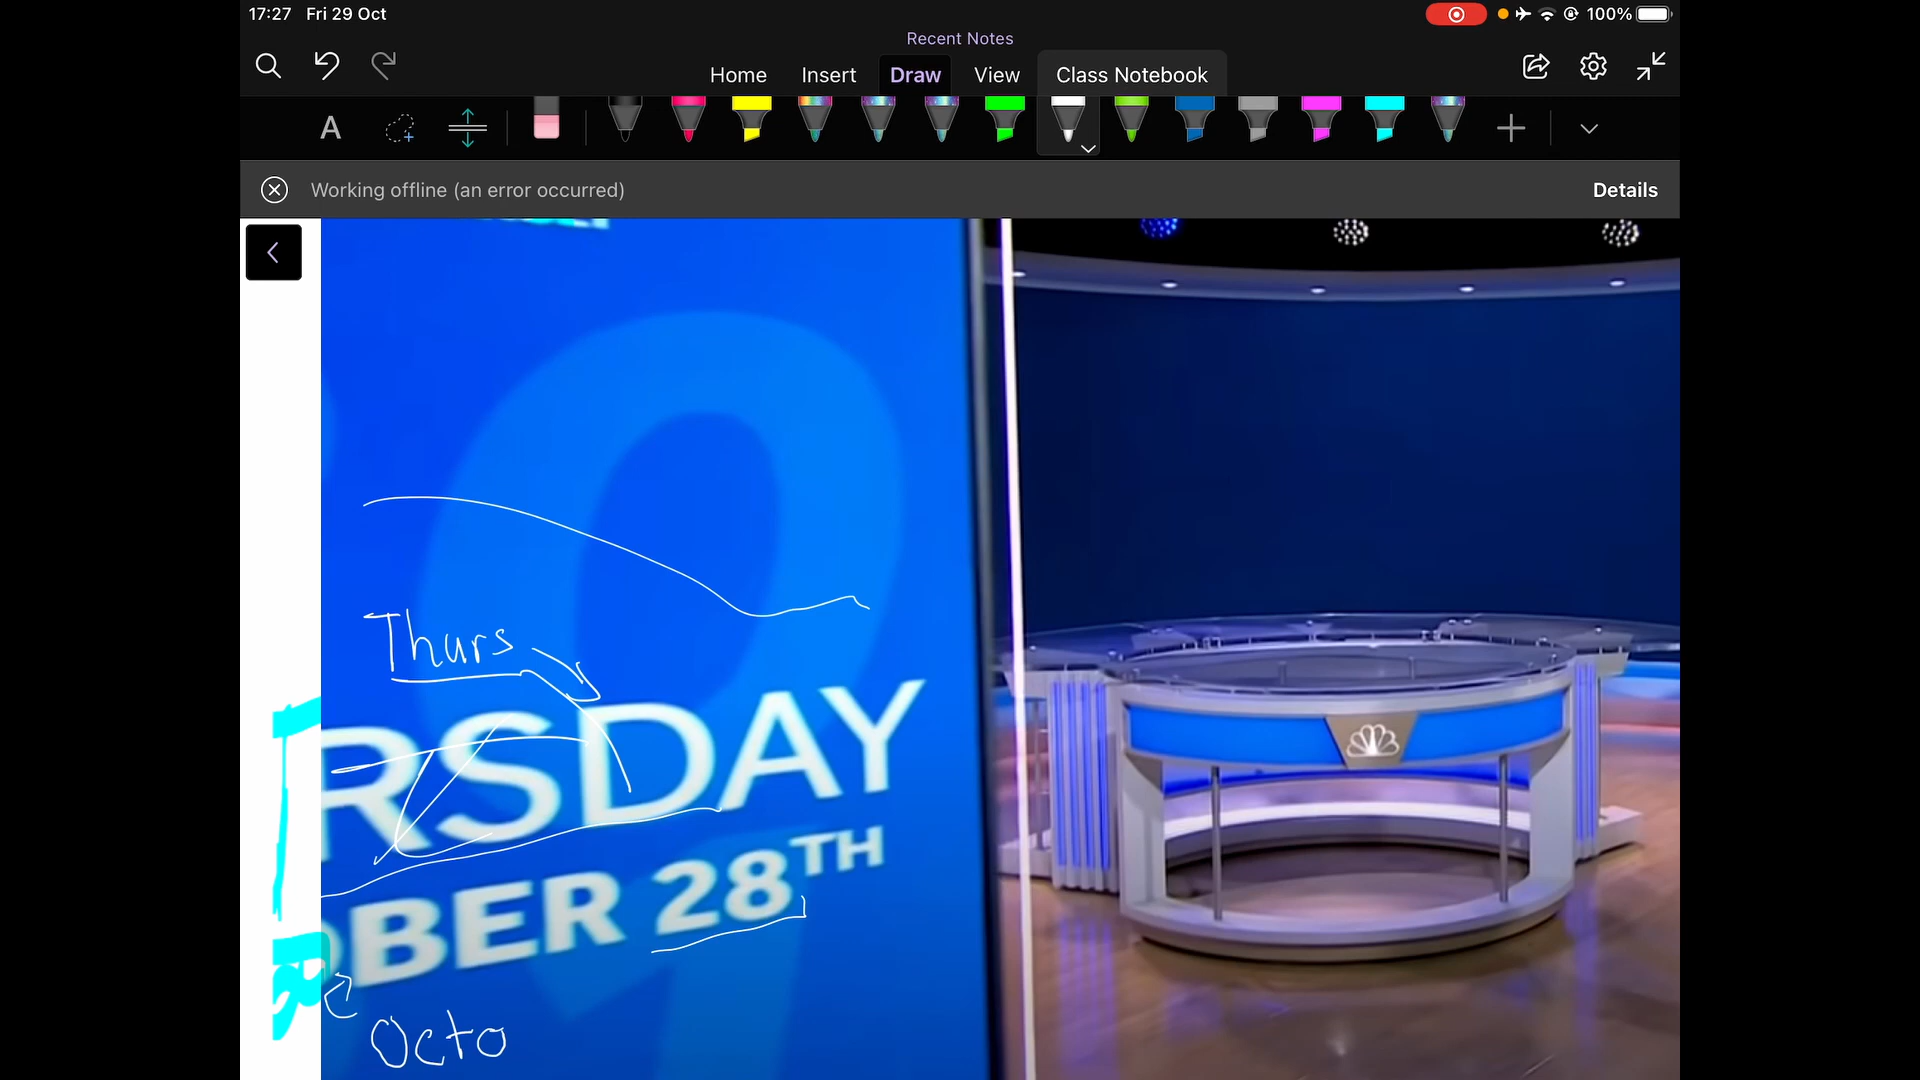 17:27 Fri 29 Oct 100%
Recent Notes
Home Insert Draw View Class Notebook
A
Working offline (an error occurred) Details
Thurs
RSDAY
OBER 28TH
Octo